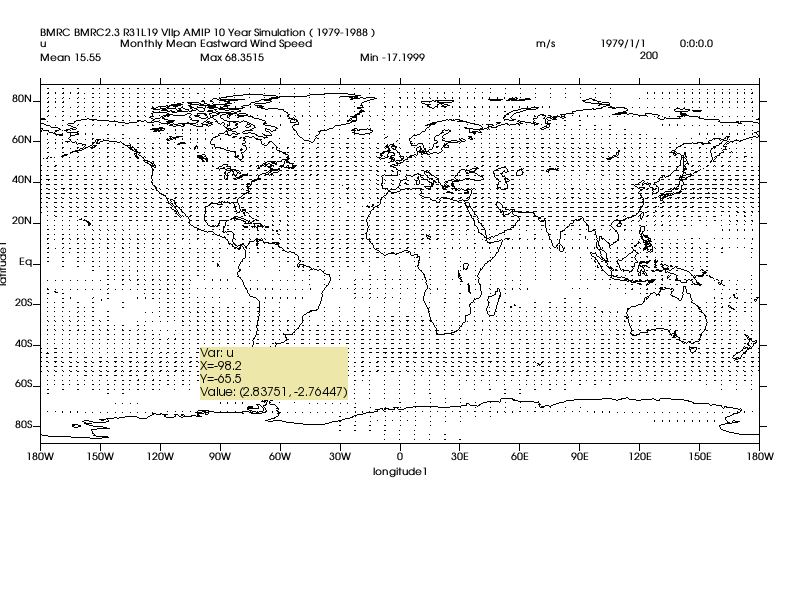 BMRC BMRC2.3 R31L19 VIIp AMIP 10 Year Simulation ( 1979-1988 )
u Monthly Mean Eastward Wind Speed m/s 1979/1/1 0:0:0.0
Mean 15.55 Max 68.3515 Min -17.1999 200
80N
60N
40N
20N
Eq
20S
40S
60S
80S
latitude1
Var: u
X=-98.2
Y=-65.5
Value: (2.83751, -2.76447)
180W 150W 120W 90W 60W 30W 0 30E 60E 90E 120E 150E 180W
longitude1